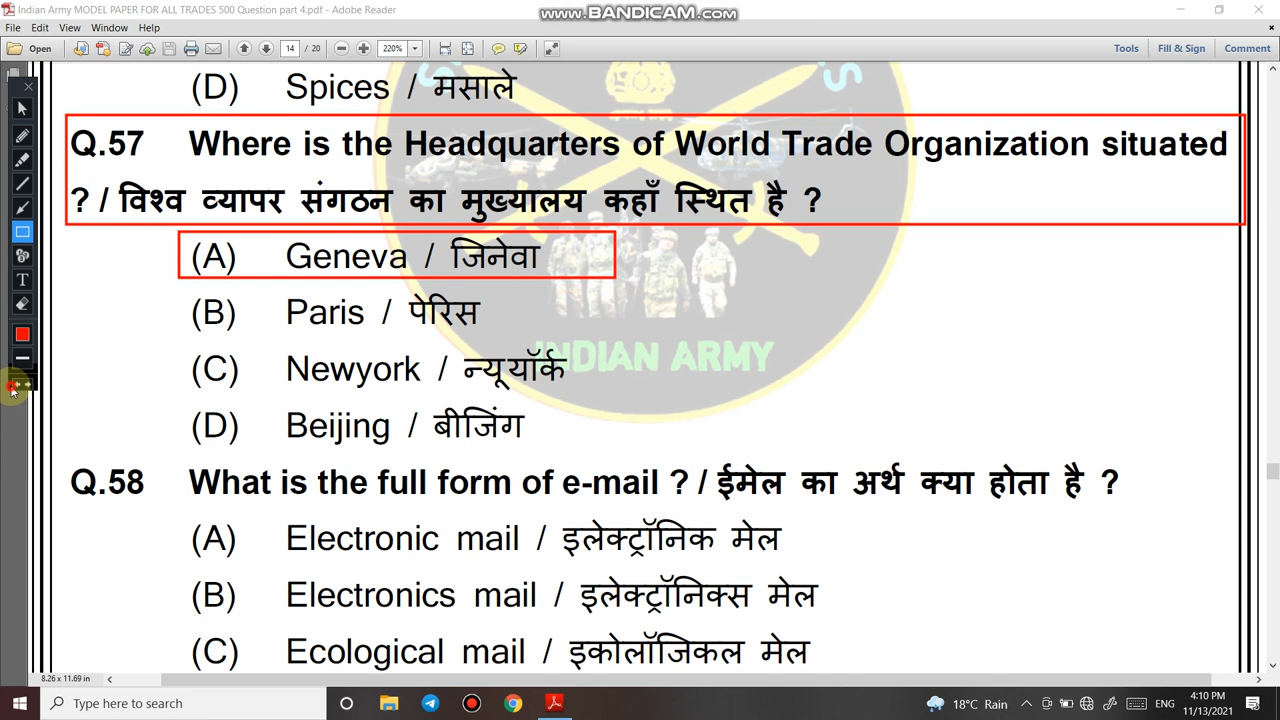 Indian Army MODEL PAPER FOR ALL TRADES 500 Question part 4.pdf - Adobe Reader
www.BANDICAM.com
File Edit View Window Help
Open 14 / 20 220% Tools Fill & Sign Comment
(D) Spices / मसाले
Q.57 Where is the Headquarters of World Trade Organization situated
? / विश्व व्यापर संगठन का मुख्यालय कहाँ स्थित है ?
(A) Geneva / जिनेवा
(B) Paris / पेरिस
(C) Newyork / न्यूयॉर्क
INDIAN ARMY
(D) Beijing / बीजिंग
Q.58 What is the full form of e-mail ? / ईमेल का अर्थ क्या होता है ?
(A) Electronic mail / इलेक्ट्रॉनिक मेल
(B) Electronics mail / इलेक्ट्रॉनिक्स मेल
(C) Ecological mail / इकोलॉजिकल मेल
8.26 x 11.69 in
Type here to search
18°C Rain
ENG
4:10 PM
11/13/2021